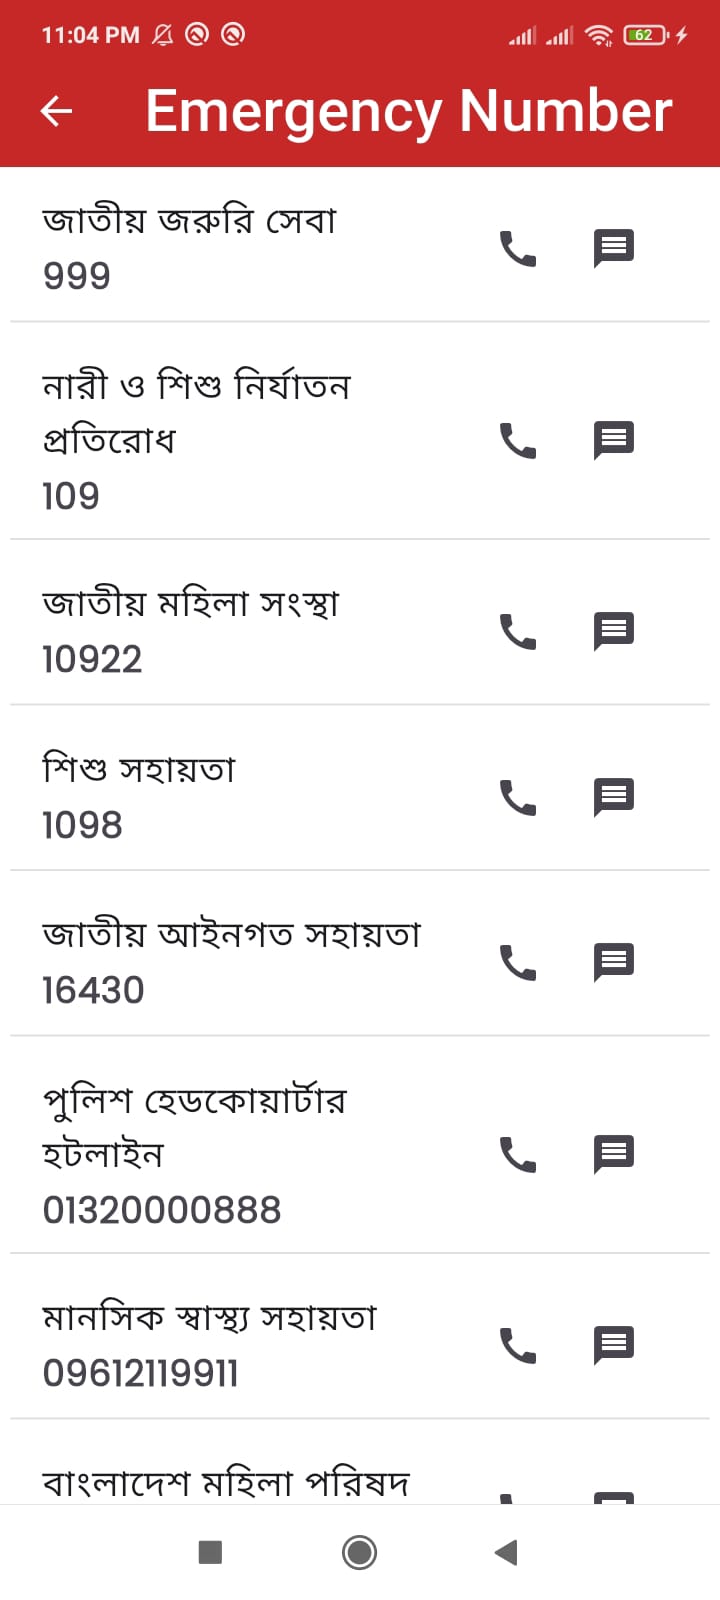 11:04 PM 62
Emergency Number
জাতীয় জরুরি সেবা
999
নারী ও শিশু নির্যাতন
প্রতিরোধ
109
জাতীয় মহিলা সংস্থা
10922
শিশু সহায়তা
1098
জাতীয় আইনগত সহায়তা
16430
পুলিশ হেডকোয়ার্টার
হটলাইন
01320000888
মানসিক স্বাস্থ্য সহায়তা
09612119911
বাংলাদেশ মহিলা পরিষদ